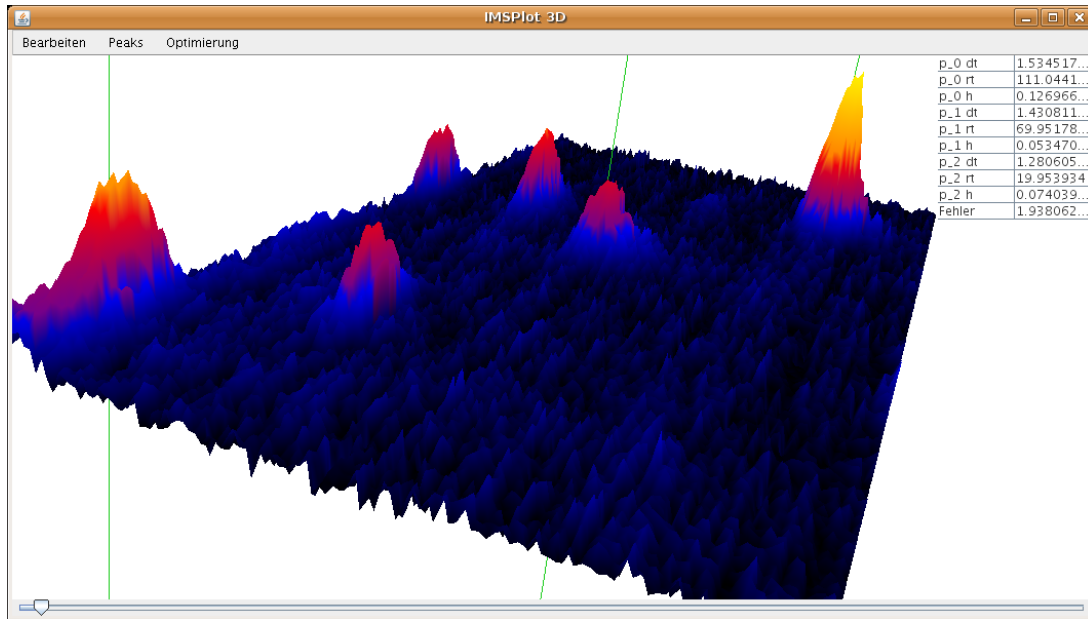 IMSPlot 3D
Bearbeiten Peaks Optimierung
p_0 dt 1.534517...
p_0 rt 111.0441...
p_0 h 0.126966...
p_1 dt 1.430811...
p_1 rt 69.95178...
p_1 h 0.053470...
p_2 dt 1.280605...
p_2 rt 19.953934
p_2 h 0.074039...
Fehler 1.938062...